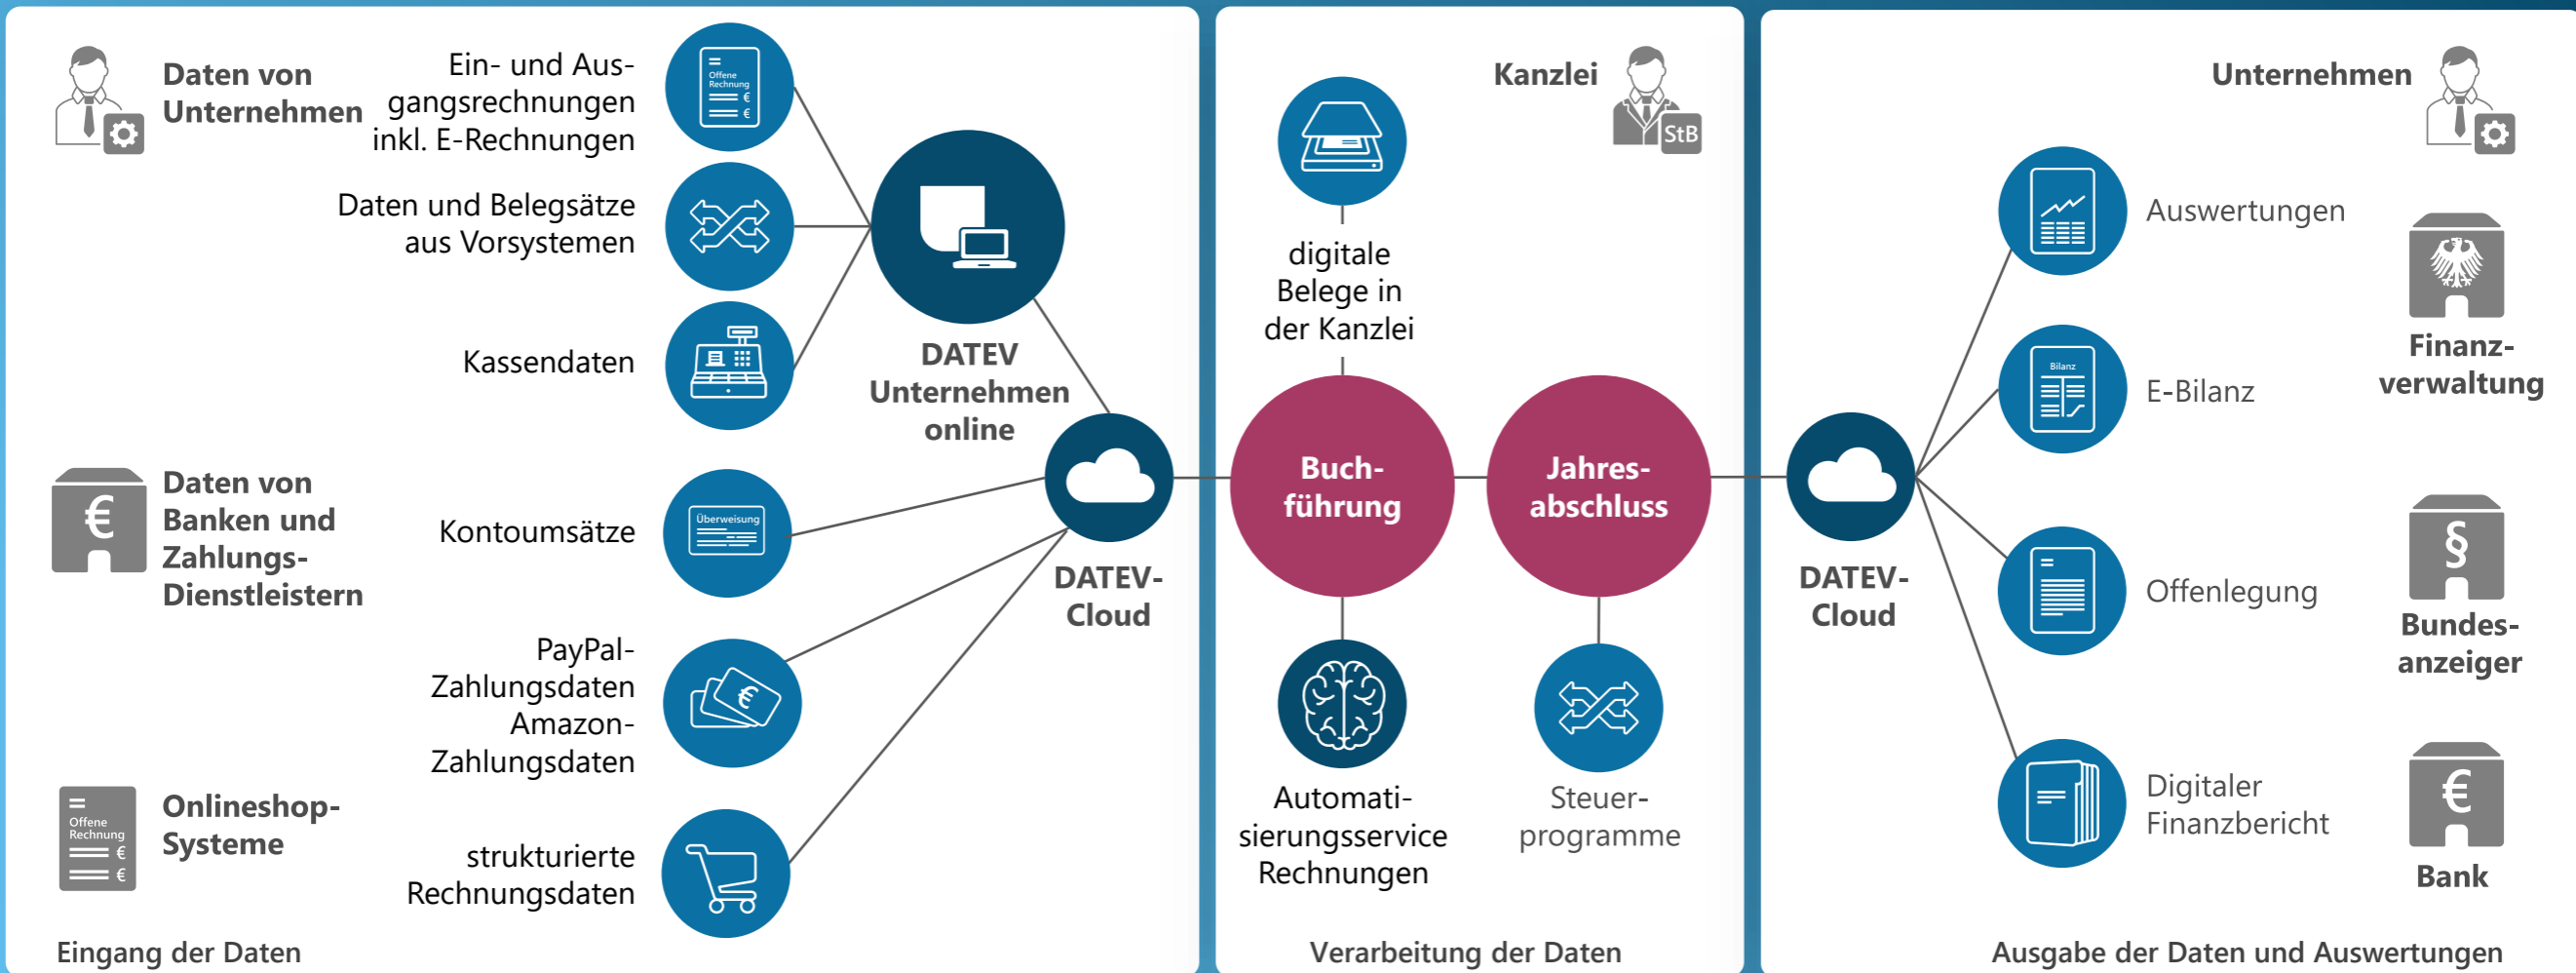 Daten von
Unternehmen
Ein- und Aus-
gangsrechnungen
inkl. E-Rechnungen
Offene
Rechnung
€
€
Daten und Belegsätze
aus Vorsystemen
Kassendaten
DATEV
Unternehmen
online
€
Daten von
Banken und
Zahlungs-
Dienstleistern
Kontoumsätze
Überweisung
PayPal-
Zahlungsdaten
Amazon-
Zahlungsdaten
€
DATEV-
Cloud
Offene
Rechnung
€
€
Onlineshop-
Systeme
strukturierte
Rechnungsdaten
Eingang der Daten
Kanzlei
StB
digitale
Belege in
der Kanzlei
Buch-
führung
Jahres-
abschluss
Automati-
sierungsservice
Rechnungen
Steuer-
programme
Verarbeitung der Daten
Unternehmen
DATEV-
Cloud
Auswertungen
Finanz-
verwaltung
Bilanz
E-Bilanz
Offenlegung
§
Bundes-
anzeiger
Digitaler
Finanzbericht
€
Bank
Ausgabe der Daten und Auswertungen